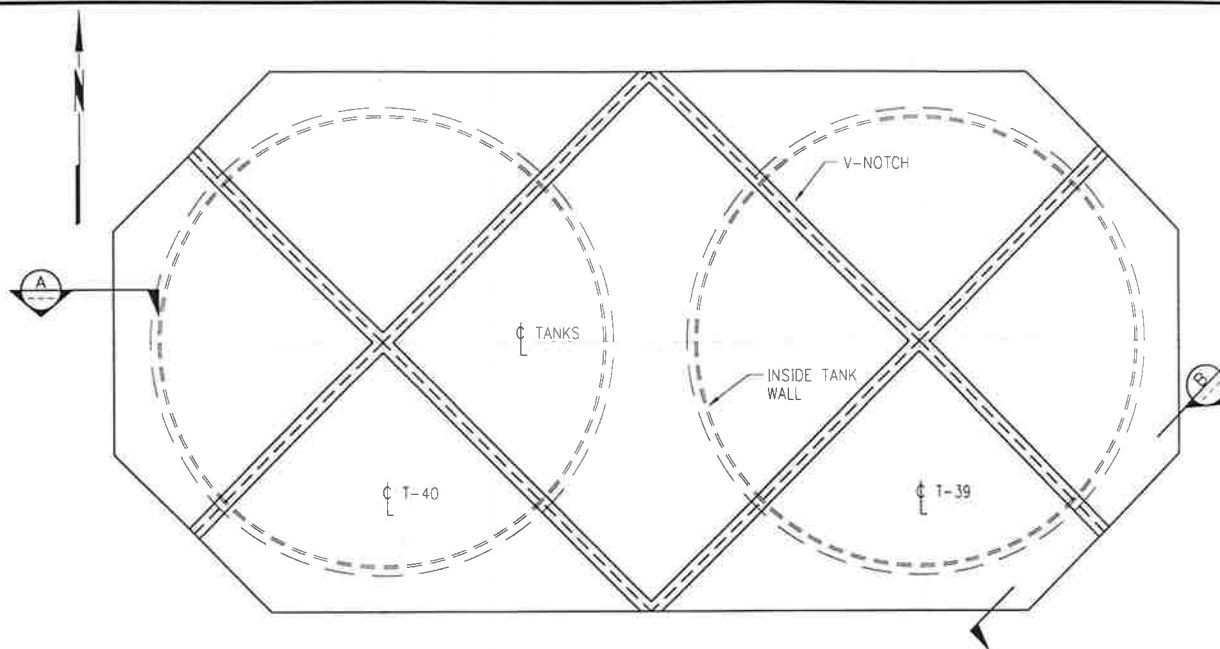 N
V-NOTCH
A
℄ TANKS
INSIDE TANK
WALL
B
℄ T-40
℄ T-39